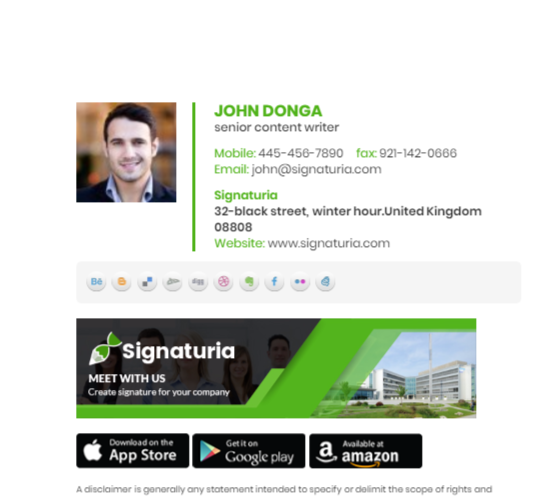 JOHN DONGA
senior content writer
Mobile: 445-456-7890 fax: 921-142-0666
Email: john@signaturia.com
Signaturia
32-black street, winter hour.United Kingdom
08808
Website: www.signaturia.com
Bē
digg
f
Signaturia
MEET WITH US
Create signature for your company
Download on the
App Store
Get it on
Google play
Available at
amazon
A disclaimer is generally any statement intended to specify or delimit the scope of rights and